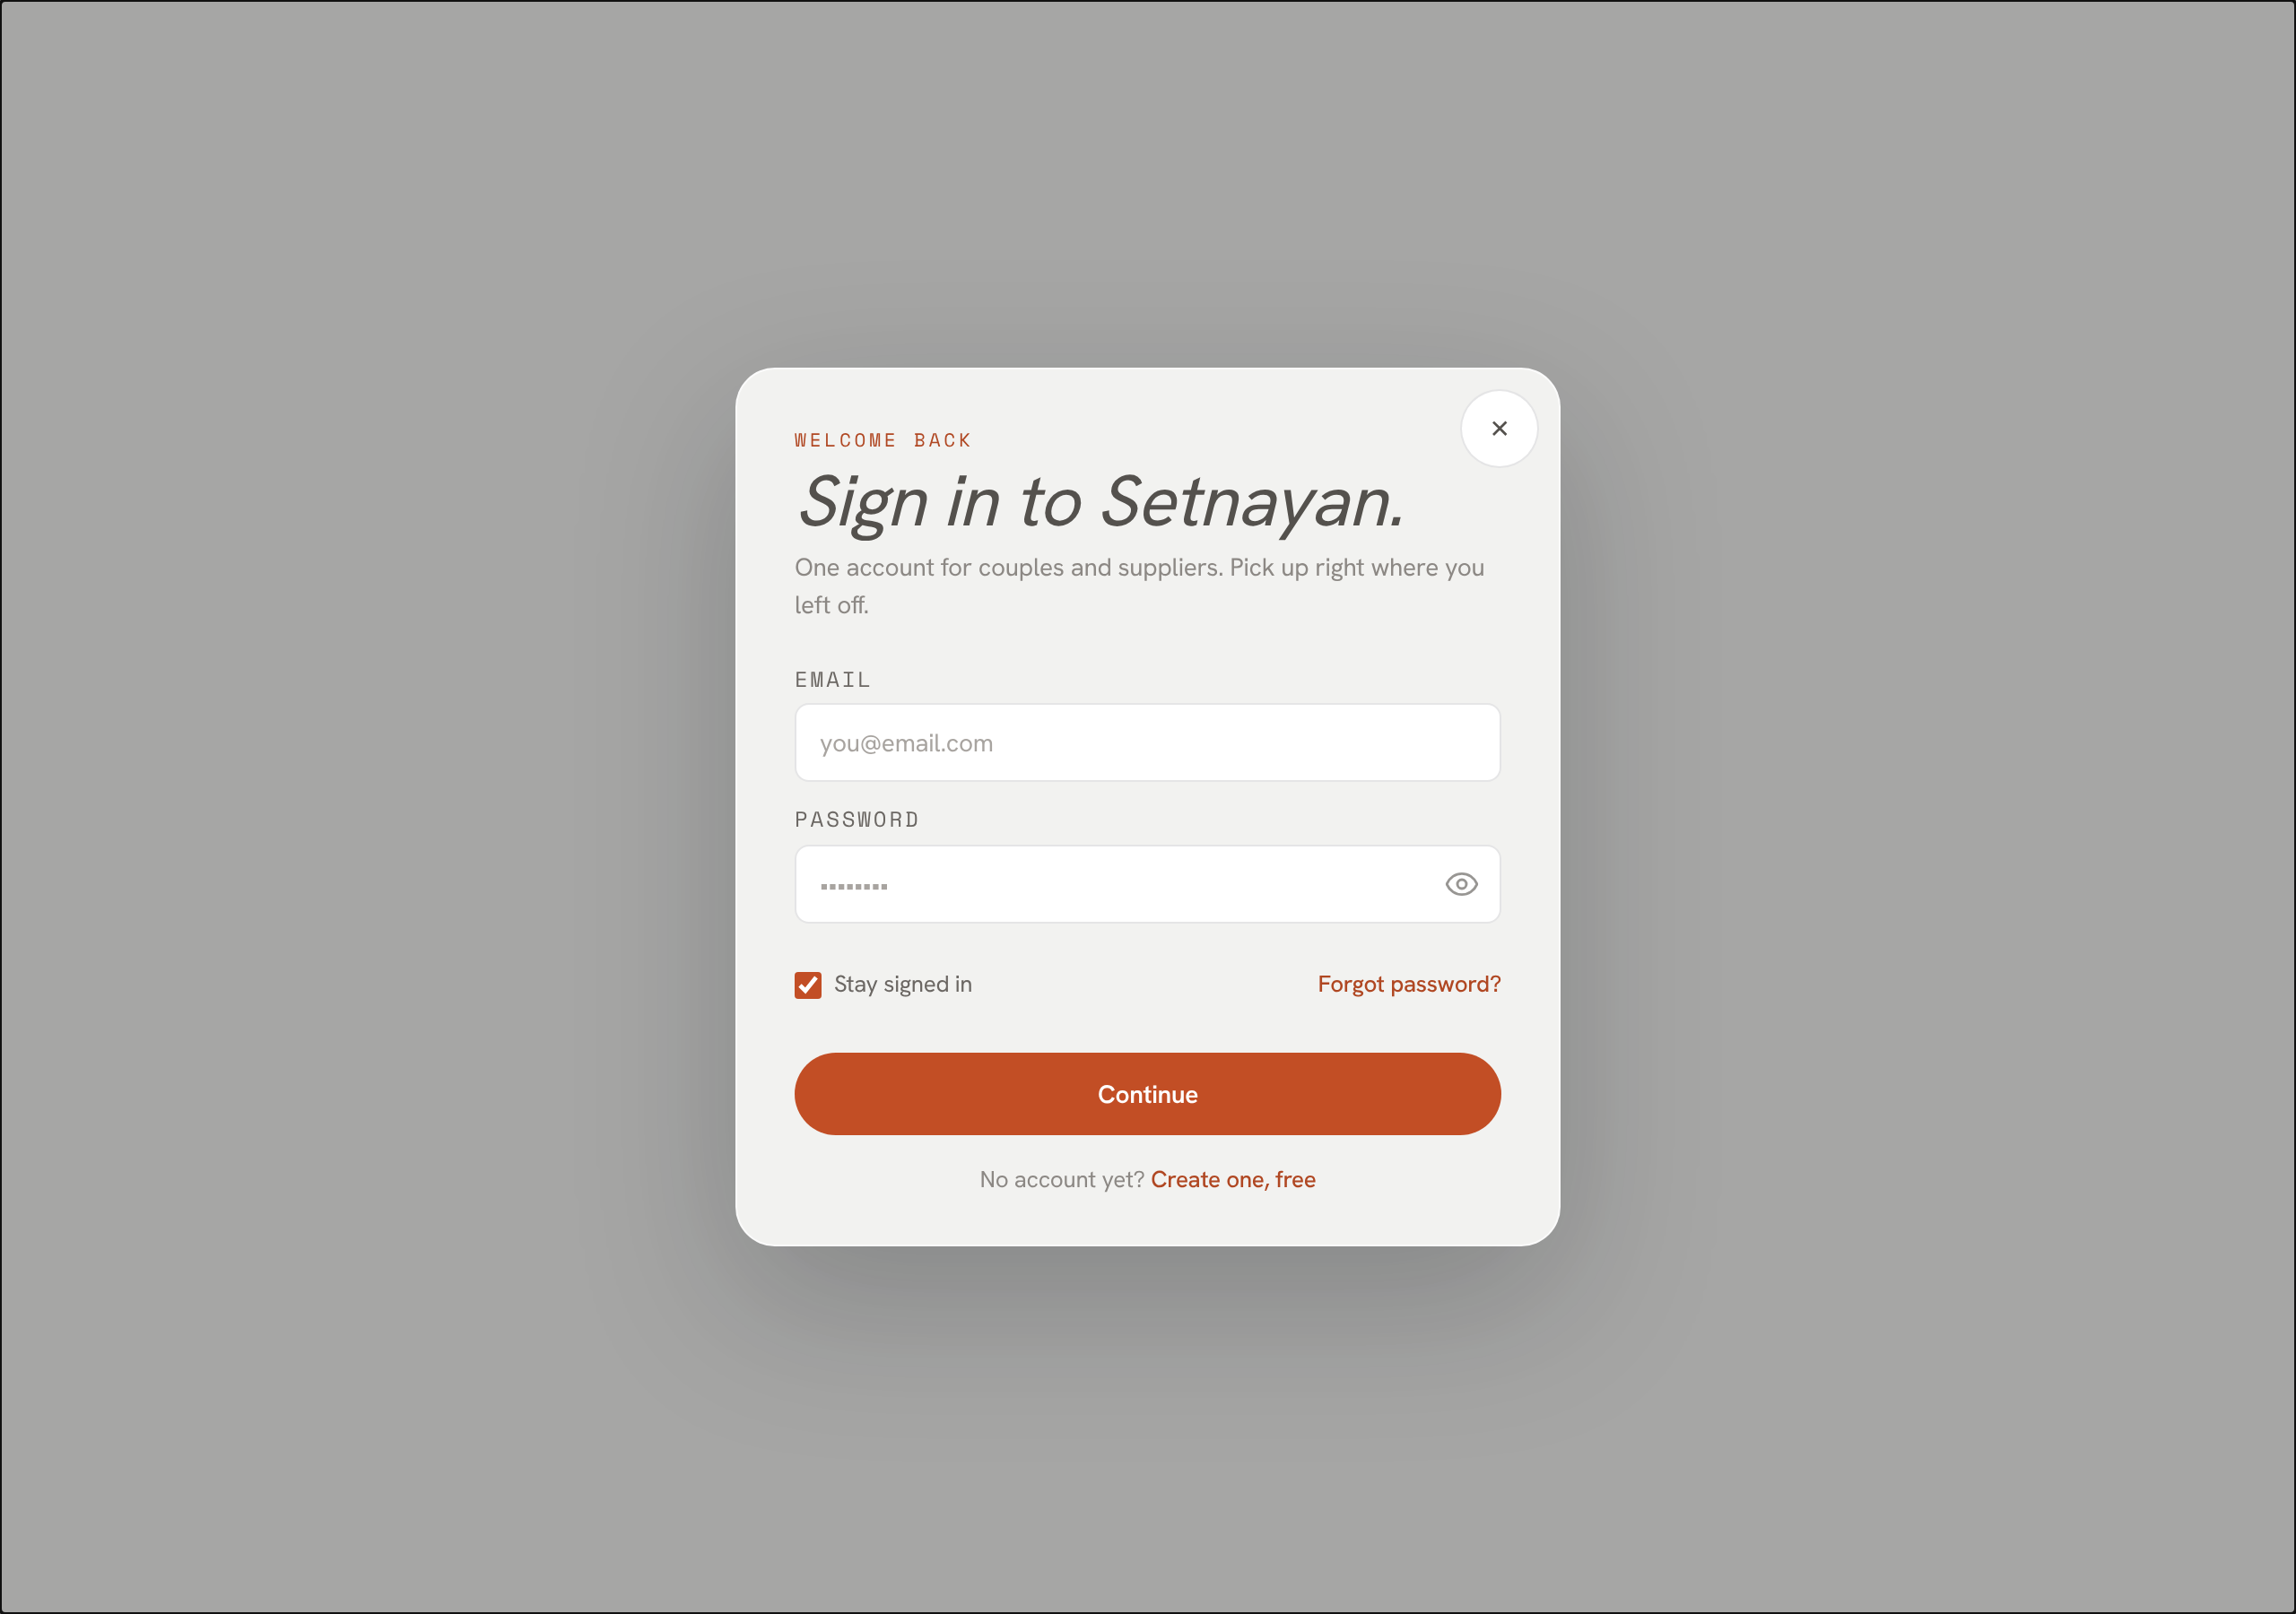 WELCOME BACK
Sign in to Setnayan.
One account for couples and suppliers. Pick up right where you
left off.
EMAIL
you@email.com
PASSWORD
••••••••
Stay signed in
Forgot password?
Continue
No account yet? Create one, free